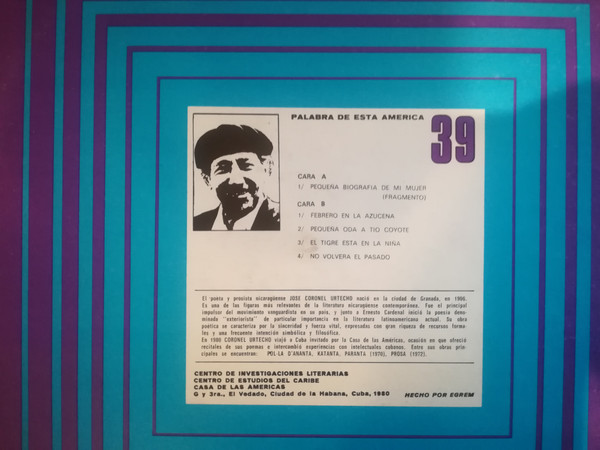 PALABRA DE ESTA AMERICA
39
CARA A
1/ PEQUEÑA BIOGRAFIA DE MI MUJER
(FRAGMENTO)
CARA B
1/ FEBRERO EN LA AZUCENA
2/ PEQUEÑA ODA A TIO COYOTE
3/ EL TIGRE ESTA EN LA NIÑA
4/ NO VOLVERA EL PASADO
El poeta y prosista nicaragüense JOSE CORONEL URTECHO nació en la ciudad de Granada, en 1906.
Es una de las figuras más relevantes de la literatura nicaragüense contemporánea. Fue el principal
impulsor del movimiento vanguardista en su país, y junto a Ernesto Cardenal inició la poesía deno-
minada "exteriorista" de particular importancia en la literatura latinoamericana actual. Su obra
poética se caracteriza por la sinceridad y fuerza vital, expresadas con gran riqueza de recursos forma-
les y una frecuente intención simbólica y filosófica.
En 1980 CORONEL URTECHO viajó a Cuba invitado por la Casa de las Américas, ocasión en que ofreció
recitales de sus poemas e intercambió experiencias con intelectuales cubanos. Entre sus obras prin-
cipales se encuentran: POL-LA D'ANANTA, KATANTA, PARANTA (1970), PROSA (1972).
CENTRO DE INVESTIGACIONES LITERARIAS
CENTRO DE ESTUDIOS DEL CARIBE
CASA DE LAS AMERICAS
G y 3ra., El Vedado, Ciudad de la Habana, Cuba, 1980
HECHO POR EGREM